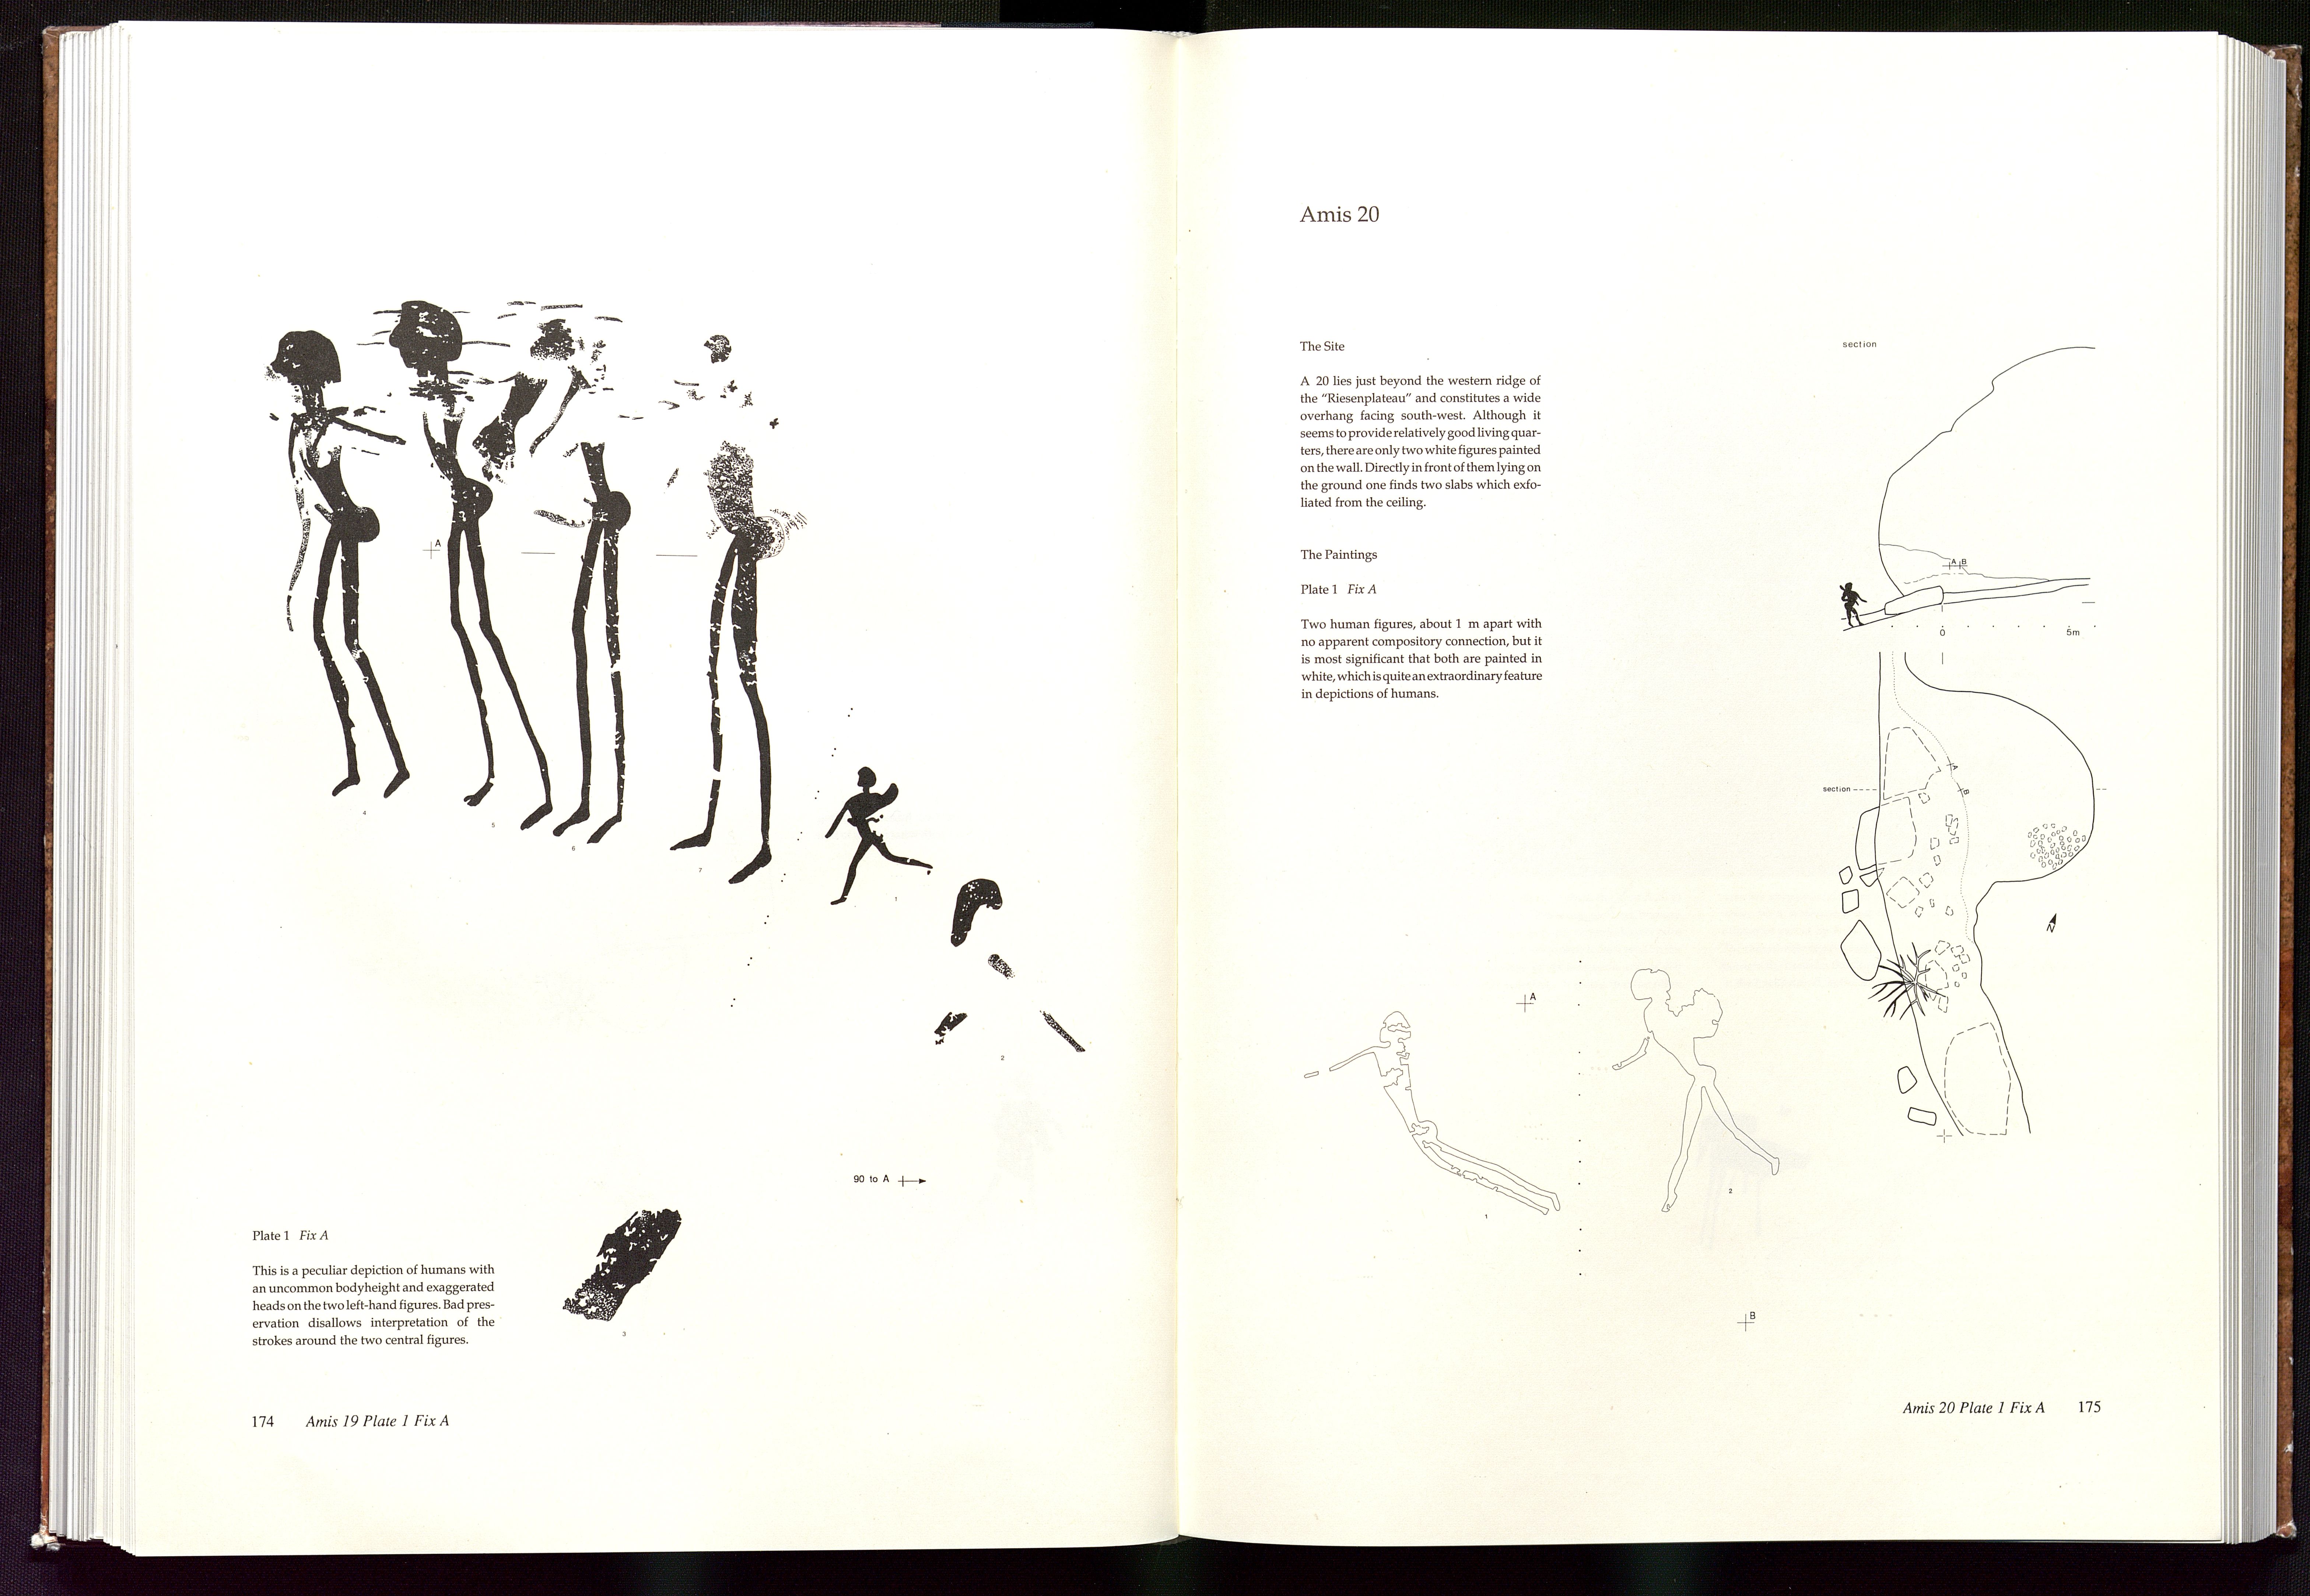 A
4
5
6
7
1
2
90 to A
3
Plate 1 Fix A
This is a peculiar depiction of humans with
an uncommon bodyheight and exaggerated
heads on the two left-hand figures. Bad pres-
ervation disallows interpretation of the
strokes around the two central figures.
174 Amis 19 Plate 1 Fix A
Amis 20
The Site
A 20 lies just beyond the western ridge of
the “Riesenplateau” and constitutes a wide
overhang facing south-west. Although it
seems to provide relatively good living quar-
ters, there are only two white figures painted
on the wall. Directly in front of them lying on
the ground one finds two slabs which exfo-
liated from the ceiling.
The Paintings
Plate 1 Fix A
Two human figures, about 1 m apart with
no apparent compository connection, but it
is most significant that both are painted in
white, which is quite an extraordinary feature
in depictions of humans.
section
A B
0 5m
A
section
B
N
A
1
2
B
Amis 20 Plate 1 Fix A 175